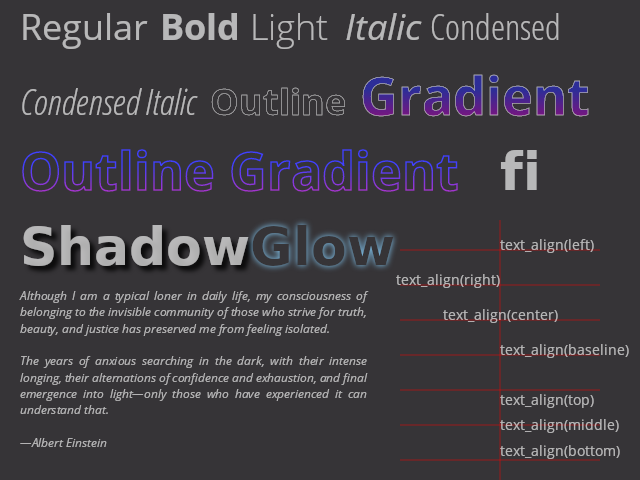 Regular Bold Light Italic Condensed
Condensed Italic Outline Gradient
Outline Gradient fi
ShadowGlow
text_align(left)
text_align(right)
text_align(center)
text_align(baseline)
text_align(top)
text_align(middle)
text_align(bottom)
Although I am a typical loner in daily life, my consciousness of
belonging to the invisible community of those who strive for truth,
beauty, and justice has preserved me from feeling isolated.
The years of anxious searching in the dark, with their intense
longing, their alternations of confidence and exhaustion, and final
emergence into light—only those who have experienced it can
understand that.
—Albert Einstein